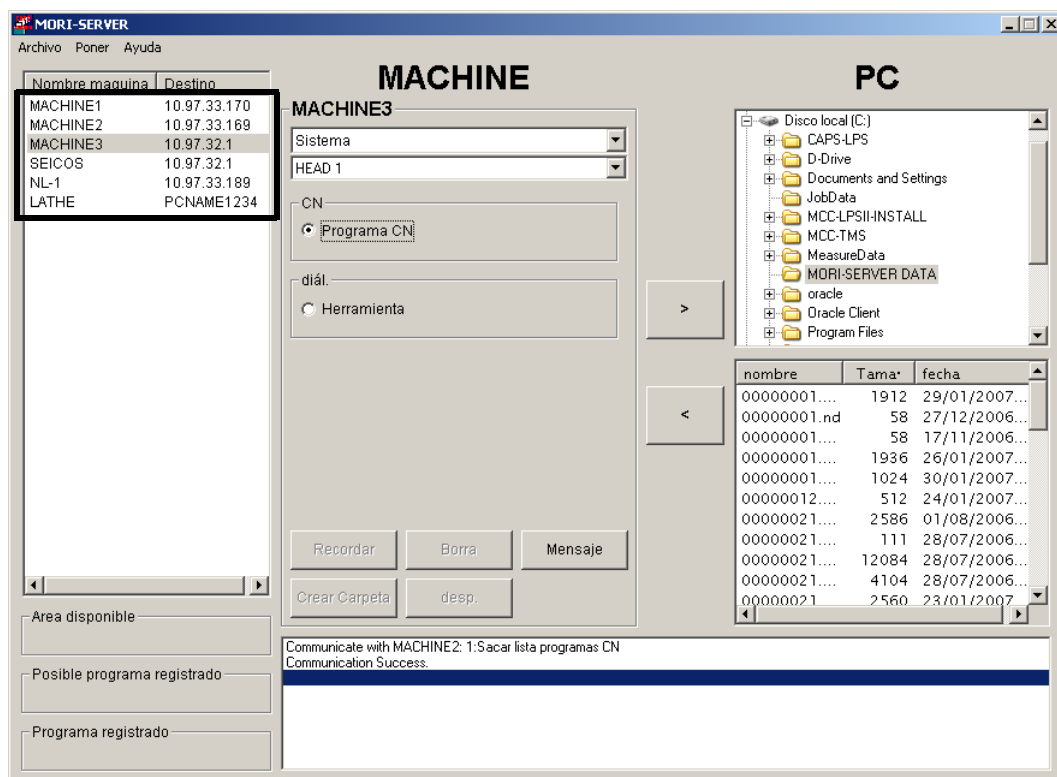 MORI-SERVER
Archivo Poner Ayuda
Nombre maquina Destino
MACHINE1 10.97.33.170
MACHINE2 10.97.33.169
MACHINE3 10.97.32.1
SEICOS 10.97.32.1
NL-1 10.97.33.189
LATHE PCNAME1234
Area disponible
Posible programa registrado
Programa registrado
MACHINE
MACHINE3
Sistema
HEAD 1
CN
Programa CN
diál.
Herramienta
Recordar Borra Mensaje
Crear Carpeta desp.
>
<
PC
Disco local (C:)
CAPS-LPS
D-Drive
Documents and Settings
JobData
MCC-LPSII-INSTALL
MCC-TMS
MeasureData
MORI-SERVER DATA
oracle
Oracle Client
Program Files
nombre Tama fecha
00000001.... 1912 29/01/2007...
00000001.nd 58 27/12/2006...
00000001.... 58 17/11/2006...
00000001.... 1936 26/01/2007...
00000001.... 1024 30/01/2007...
00000012.... 512 24/01/2007...
00000021.... 2586 01/08/2006...
00000021.... 111 28/07/2006...
00000021.... 12084 28/07/2006...
00000021.... 4104 28/07/2006...
00000021 2560 23/01/2007
Communicate with MACHINE2: 1:Sacar lista programas CN
Communication Success.